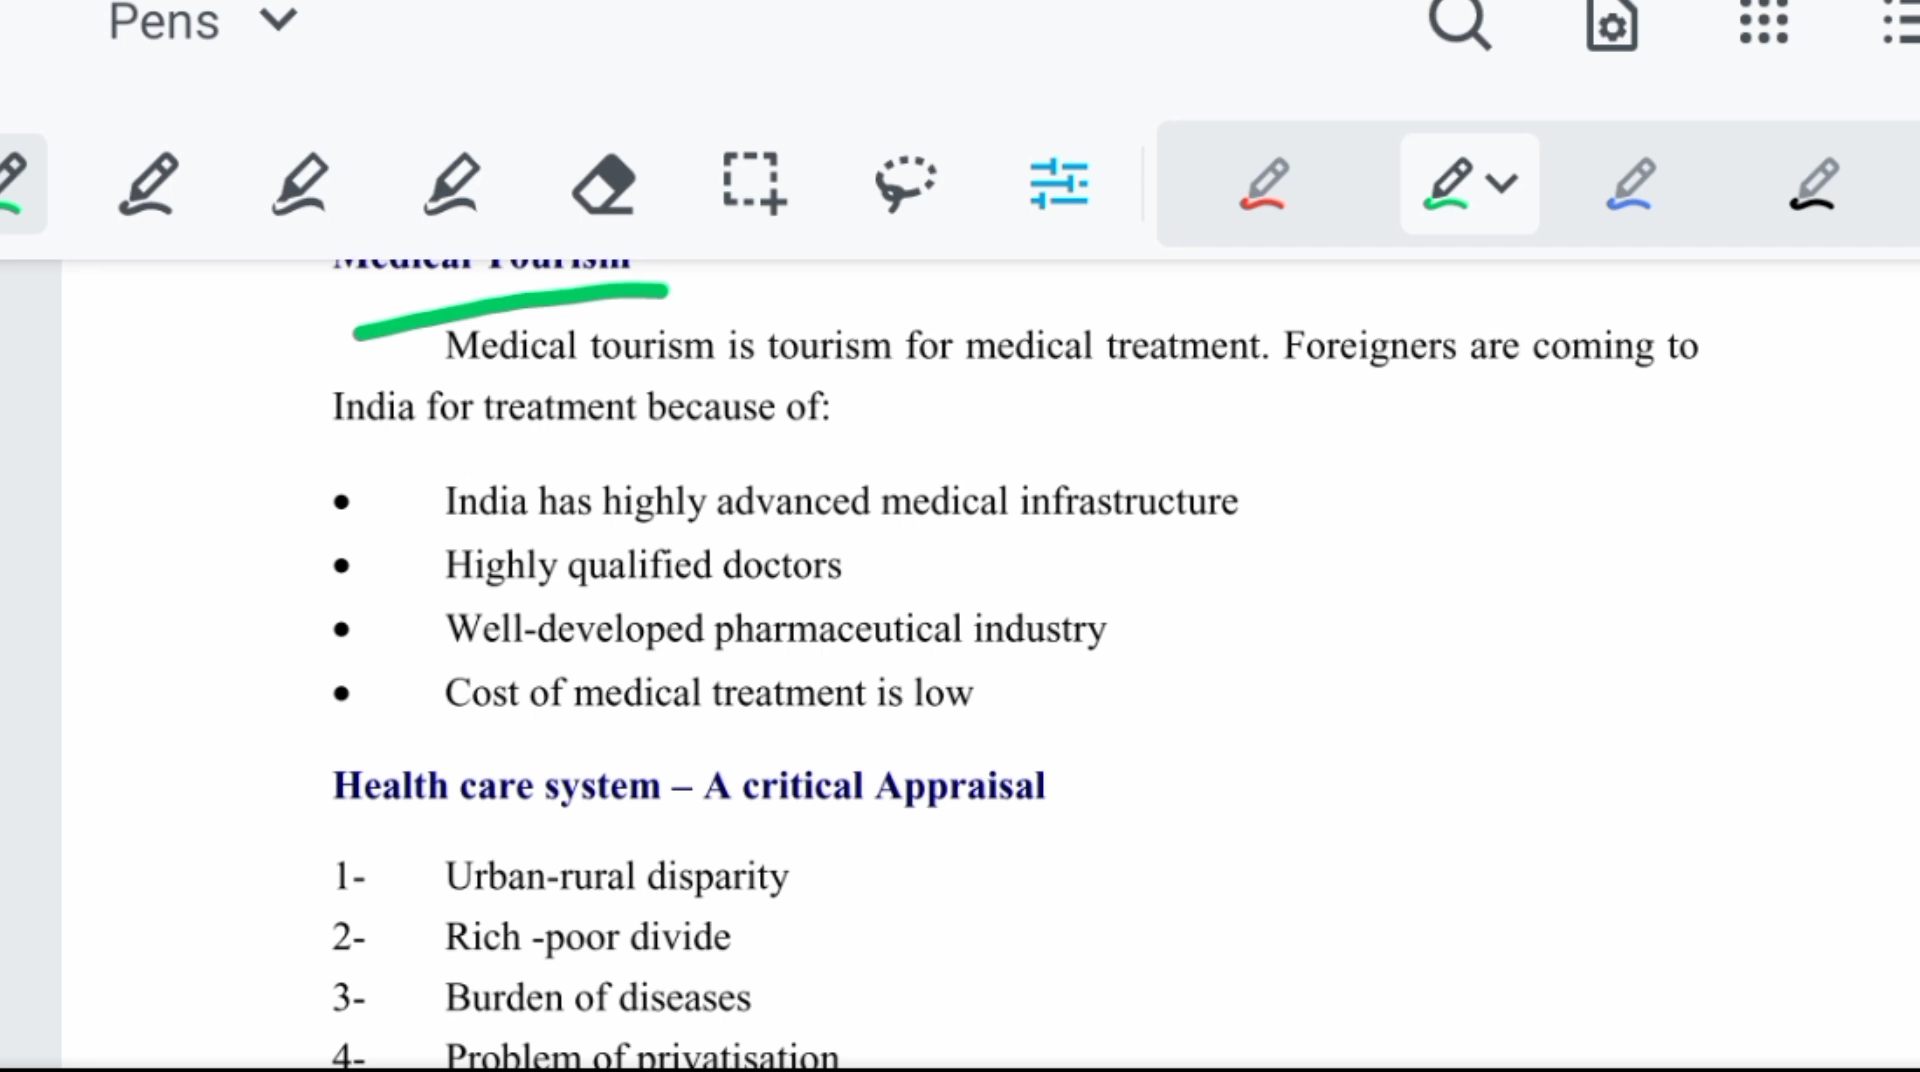 Pens
Medical Tourism
Medical tourism is tourism for medical treatment. Foreigners are coming to
India for treatment because of:
• India has highly advanced medical infrastructure
• Highly qualified doctors
• Well-developed pharmaceutical industry
• Cost of medical treatment is low
Health care system – A critical Appraisal
1- Urban-rural disparity
2- Rich -poor divide
3- Burden of diseases
4- Problem of privatisation